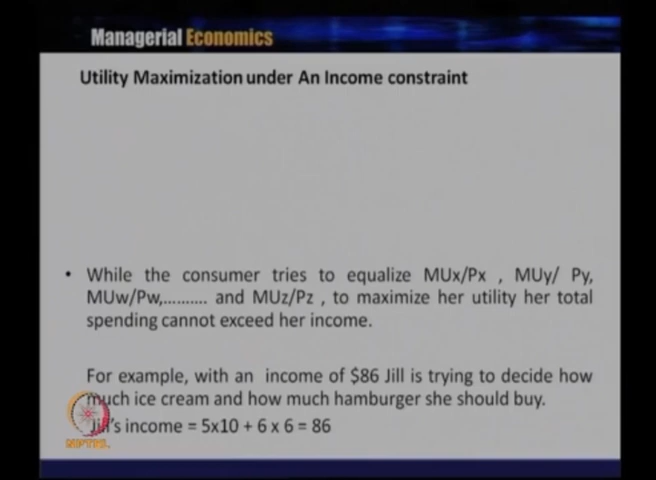 Managerial Economics
Utility Maximization under An Income constraint
• While the consumer tries to equalize MUx/Px , MUy/ Py,
MUw/Pw,.......... and MUz/Pz , to maximize her utility her total
spending cannot exceed her income.
For example, with an income of $86 Jill is trying to decide how
much ice cream and how much hamburger she should buy.
Jill's income = 5x10 + 6 x 6 = 86
NPTEL